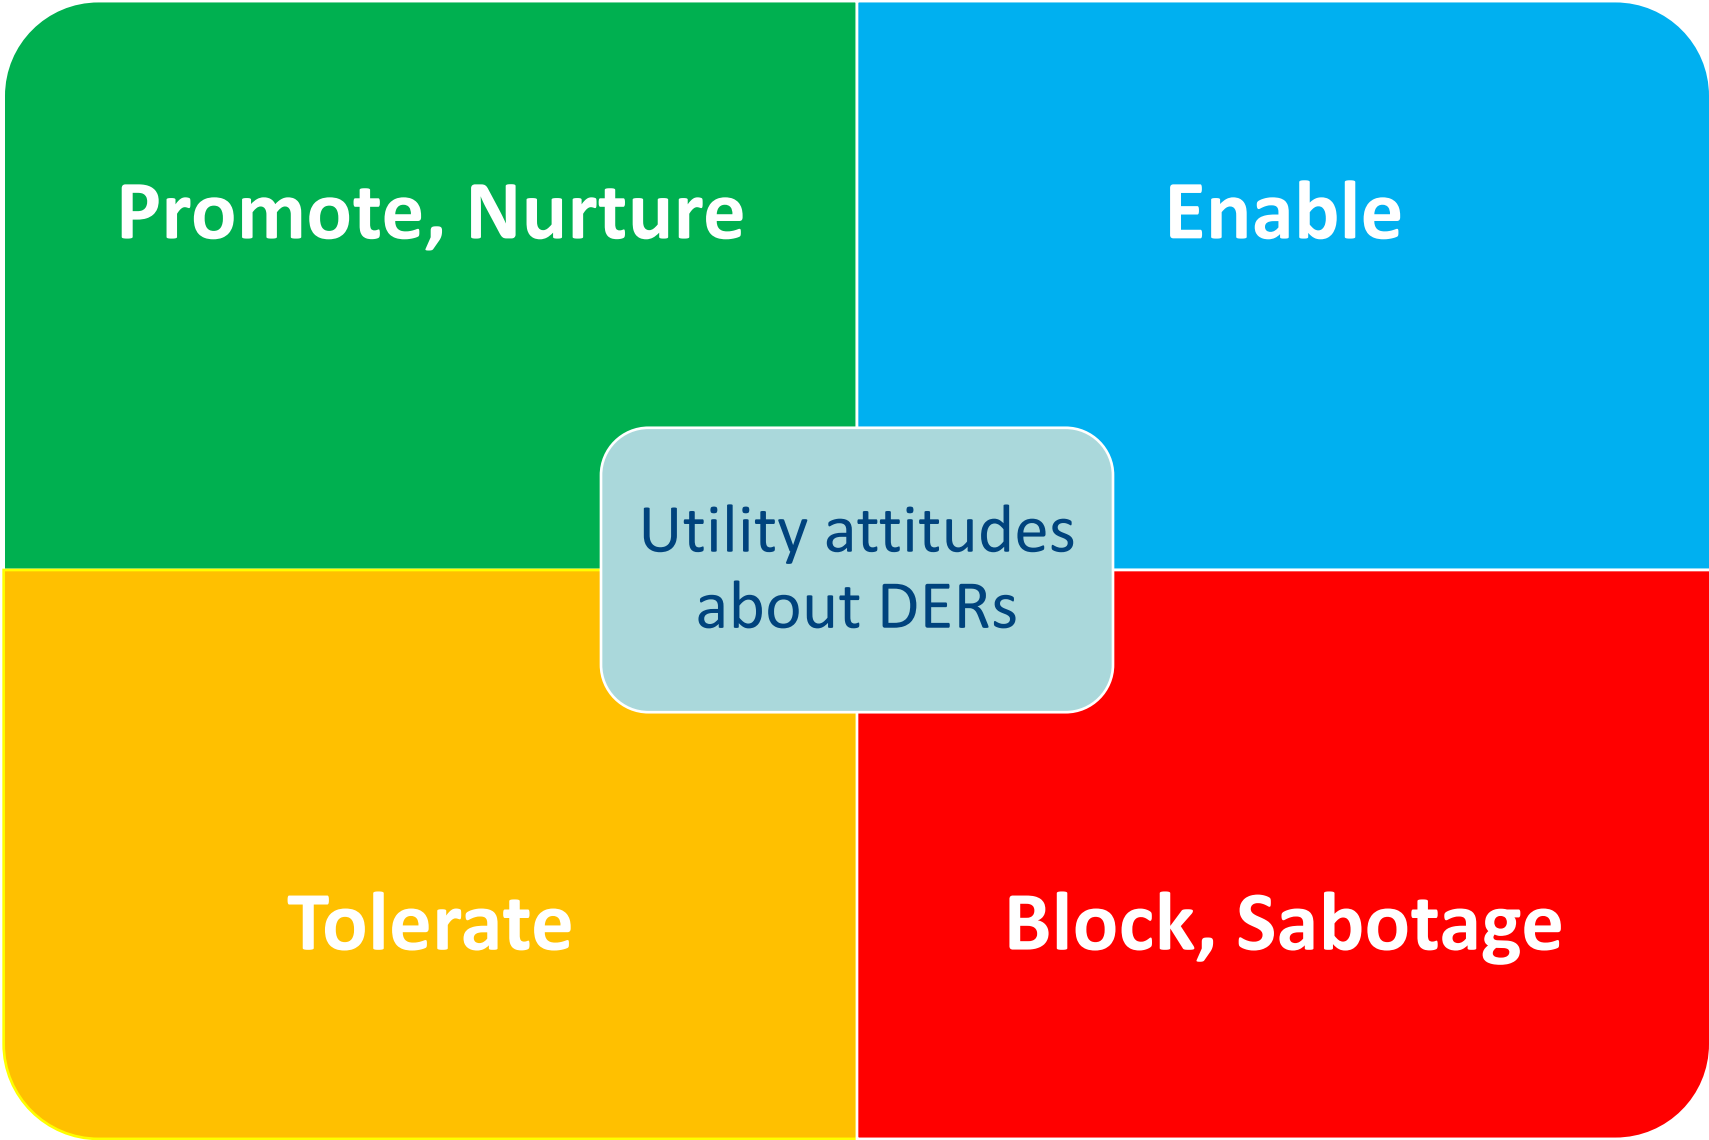 Promote, Nurture
Enable
Utility attitudes
about DERs
Tolerate
Block, Sabotage